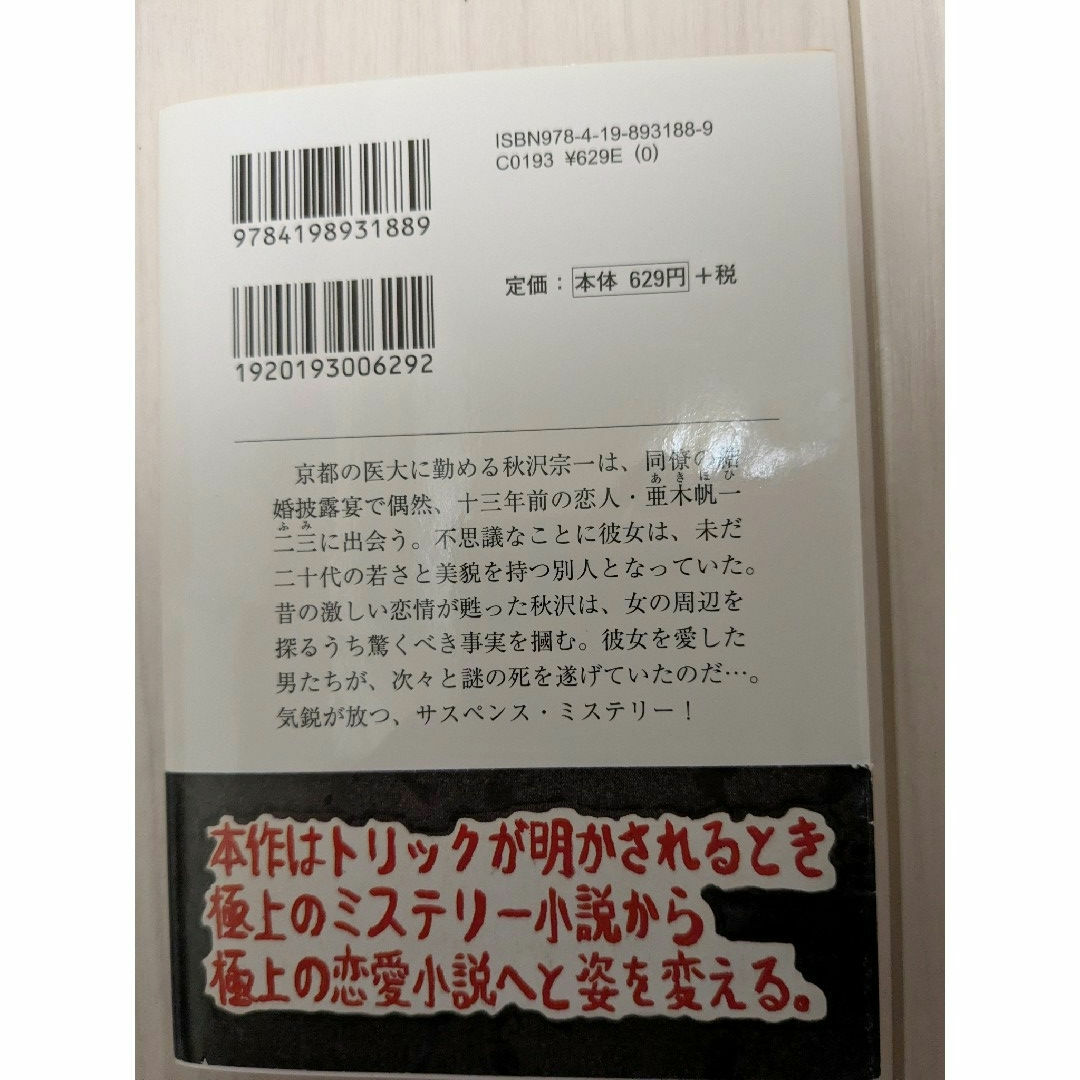 ISBN978-4-19-893188-9
C0193 ¥629E (0)
9784198931889
定価：本体 629円+税
1920193006292
京都の医大に勤める秋沢宗一は、同僚の結
あきほひ
婚披露宴で偶然、十三年前の恋人・亜木帆一
ふみ
二三に出会う。不思議なことに彼女は、未だ
二十代の若さと美貌を持つ別人となっていた。
昔の激しい恋情が甦った秋沢は、女の周辺を
探るうち驚くべき事実を摑む。彼女を愛した
男たちが、次々と謎の死を遂げていたのだ…。
気鋭が放つ、サスペンス・ミステリー！
本作はトリックが明かされるとき
極上のミステリー小説から
極上の恋愛小説へと姿を変える。